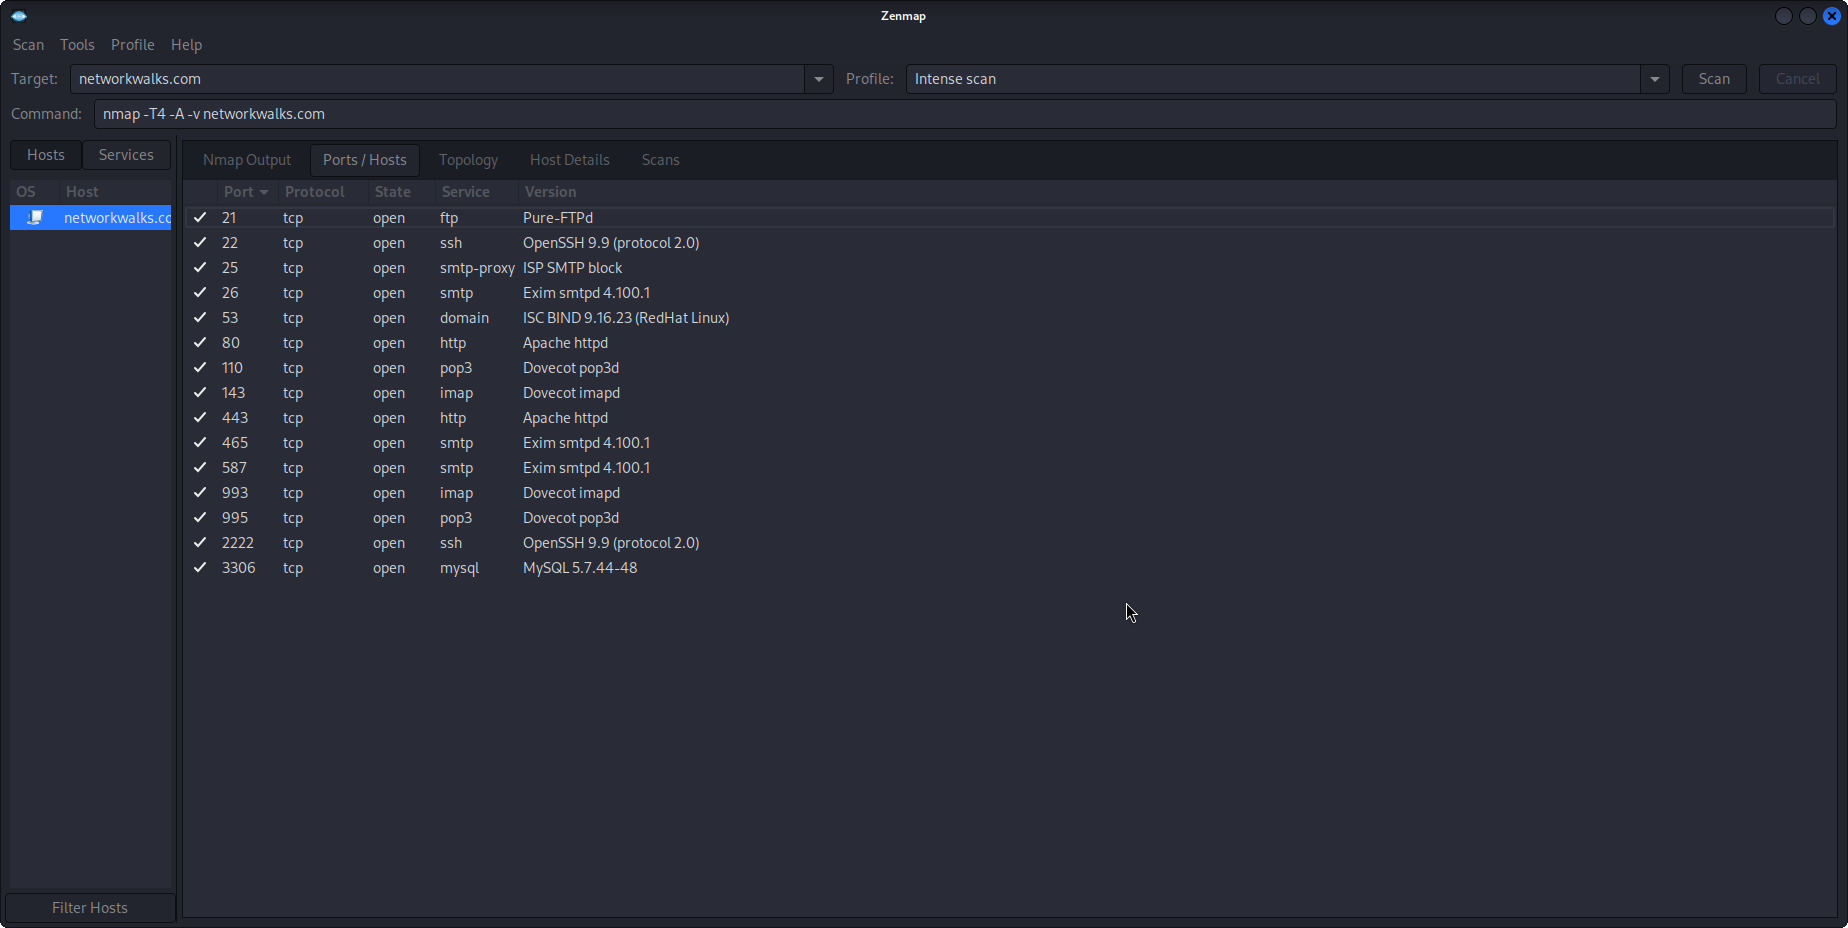 Zenmap
Scan Tools Profile Help
Target: networkwalks.com Profile: Intense scan Scan Cancel
Command: nmap -T4 -A -v networkwalks.com
Hosts Services Nmap Output Ports / Hosts Topology Host Details Scans
OS Host Port Protocol State Service Version
networkwalks.cc 21 tcp open ftp Pure-FTPd
22 tcp open ssh OpenSSH 9.9 (protocol 2.0)
25 tcp open smtp-proxy ISP SMTP block
26 tcp open smtp Exim smtpd 4.100.1
53 tcp open domain ISC BIND 9.16.23 (RedHat Linux)
80 tcp open http Apache httpd
110 tcp open pop3 Dovecot pop3d
143 tcp open imap Dovecot imapd
443 tcp open http Apache httpd
465 tcp open smtp Exim smtpd 4.100.1
587 tcp open smtp Exim smtpd 4.100.1
993 tcp open imap Dovecot imapd
995 tcp open pop3 Dovecot pop3d
2222 tcp open ssh OpenSSH 9.9 (protocol 2.0)
3306 tcp open mysql MySQL 5.7.44-48
Filter Hosts